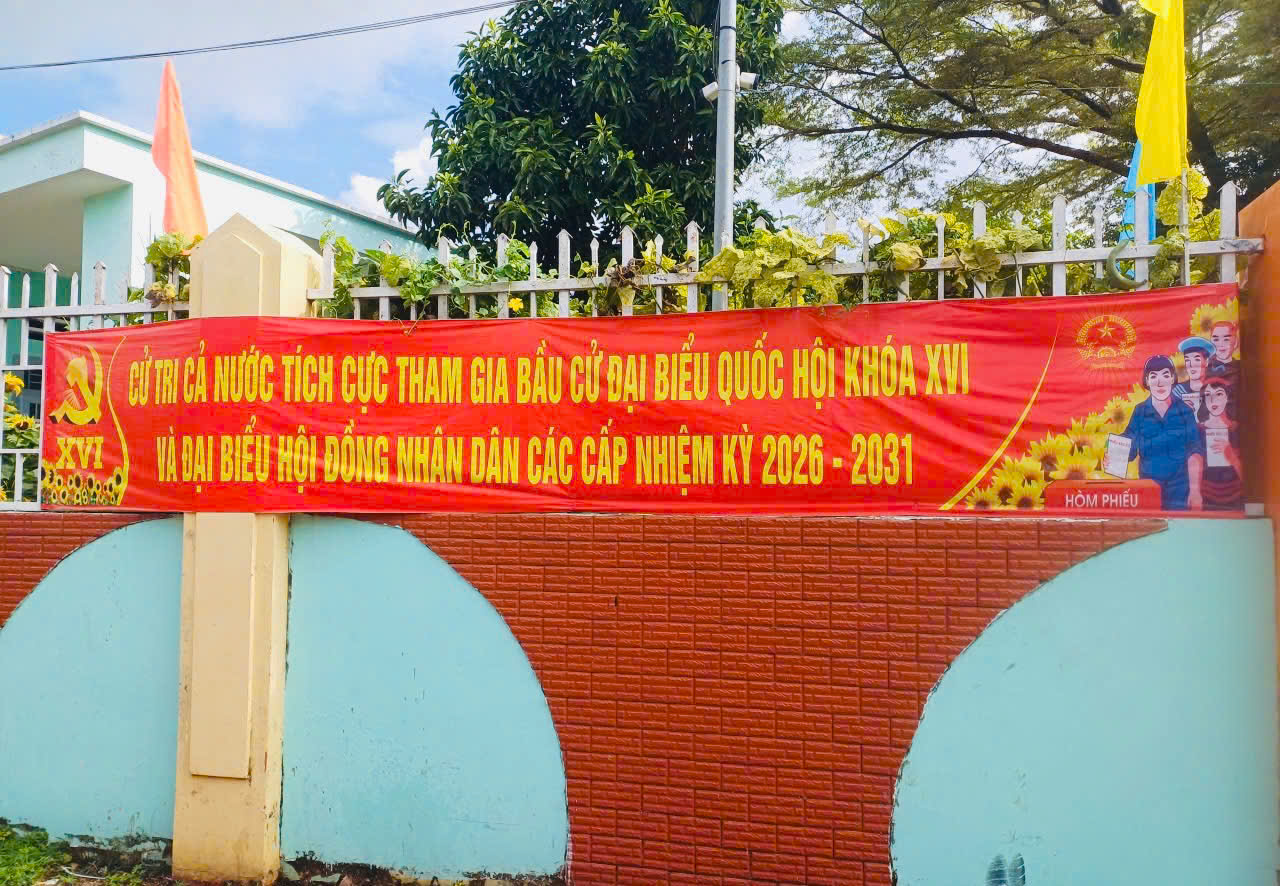 CỬ TRI CẢ NƯỚC TÍCH CỰC THAM GIA BẦU CỬ ĐẠI BIỂU QUỐC HỘI KHÓA XVI
VÀ ĐẠI BIỂU HỘI ĐỒNG NHÂN DÂN CÁC CẤP NHIỆM KỲ 2026 - 2031
XVI
HÒM PHIẾU